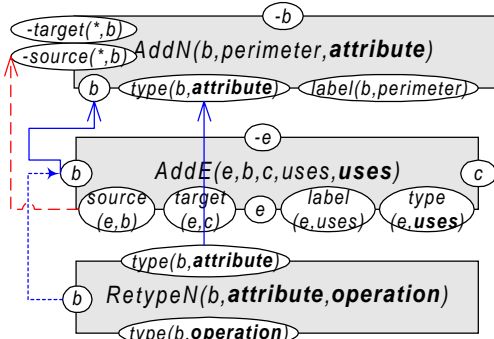 -b
-target(*,b)
-source(*,b)
AddN(b,perimeter,attribute)
b type(b,attribute) label(b,perimeter)
-e
b AddE(e,b,c,uses,uses) c
source (e,b) target (e,c) e label (e,uses) type (e,uses)
type(b,attribute)
b RetypeN(b,attribute,operation)
type(b,operation)